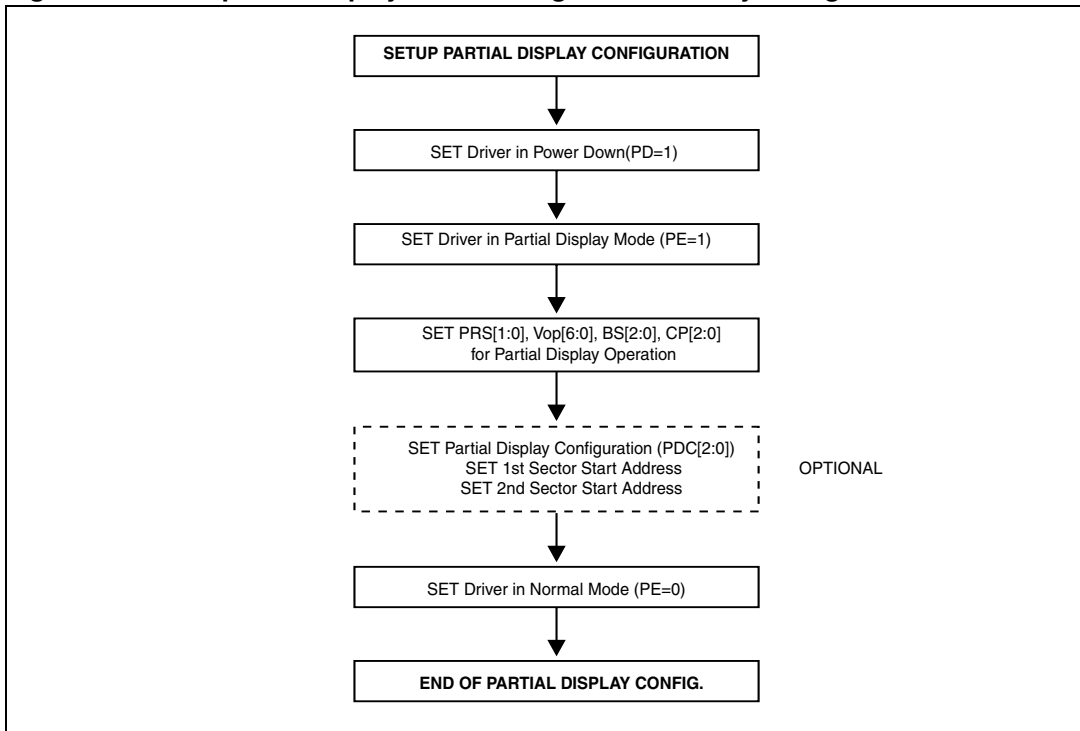 SETUP PARTIAL DISPLAY CONFIGURATION
SET Driver in Power Down(PD=1)
SET Driver in Partial Display Mode (PE=1)
SET PRS[1:0], Vop[6:0], BS[2:0], CP[2:0]
for Partial Display Operation
SET Partial Display Configuration (PDC[2:0])
SET 1st Sector Start Address
SET 2nd Sector Start Address
OPTIONAL
SET Driver in Normal Mode (PE=0)
END OF PARTIAL DISPLAY CONFIG.